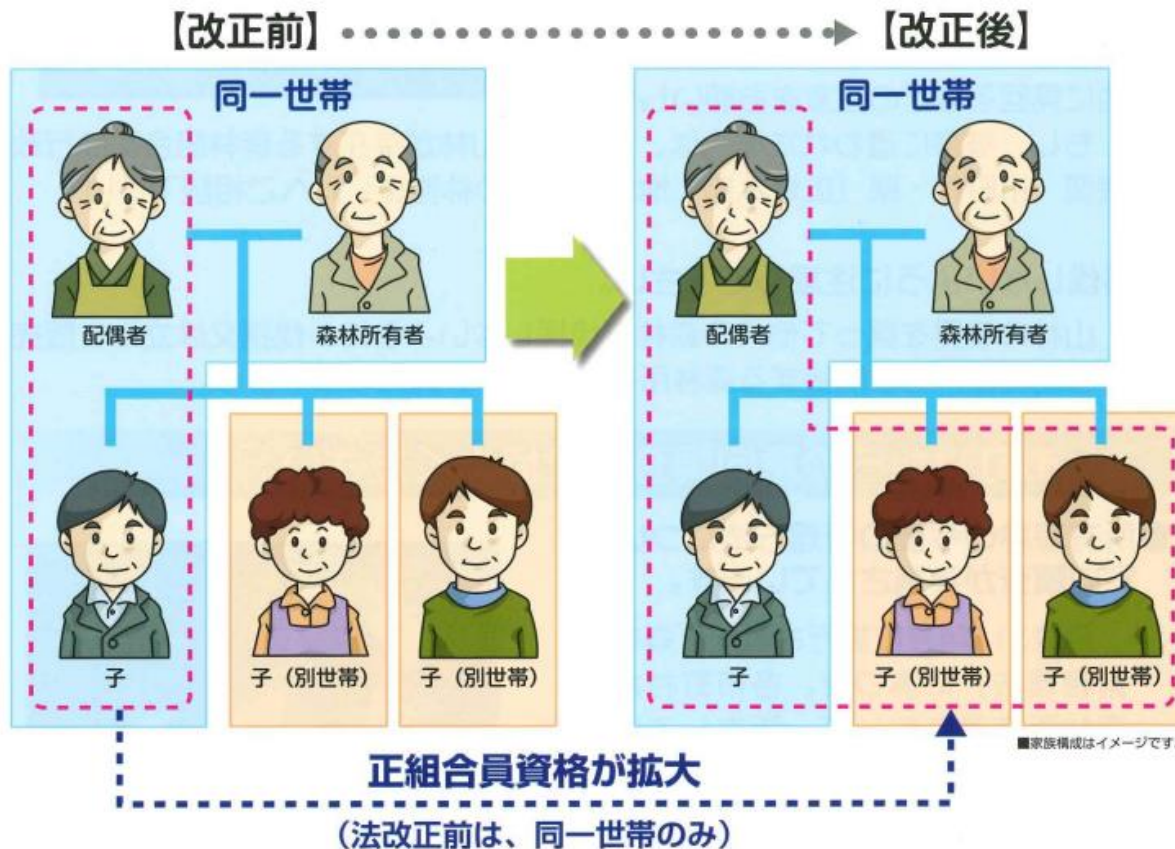 【改正前】
【改正後】
同一世帯
配偶者
森林所有者
子
子（別世帯）
子（別世帯）
同一世帯
配偶者
森林所有者
子
子（別世帯）
子（別世帯）
■家族構成はイメージです
正組合員資格が拡大
（法改正前は、同一世帯のみ）